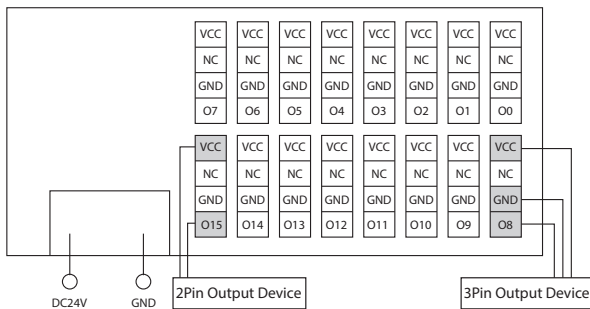 VCC VCC VCC VCC VCC VCC VCC VCC
NC NC NC NC NC NC NC NC
GND GND GND GND GND GND GND GND
O7 O6 O5 O4 O3 O2 O1 O0
VCC VCC VCC VCC VCC VCC VCC VCC
NC NC NC NC NC NC NC NC
GND GND GND GND GND GND GND GND
O15 O14 O13 O12 O11 O10 O9 O8
DC24V GND 2Pin Output Device 3Pin Output Device